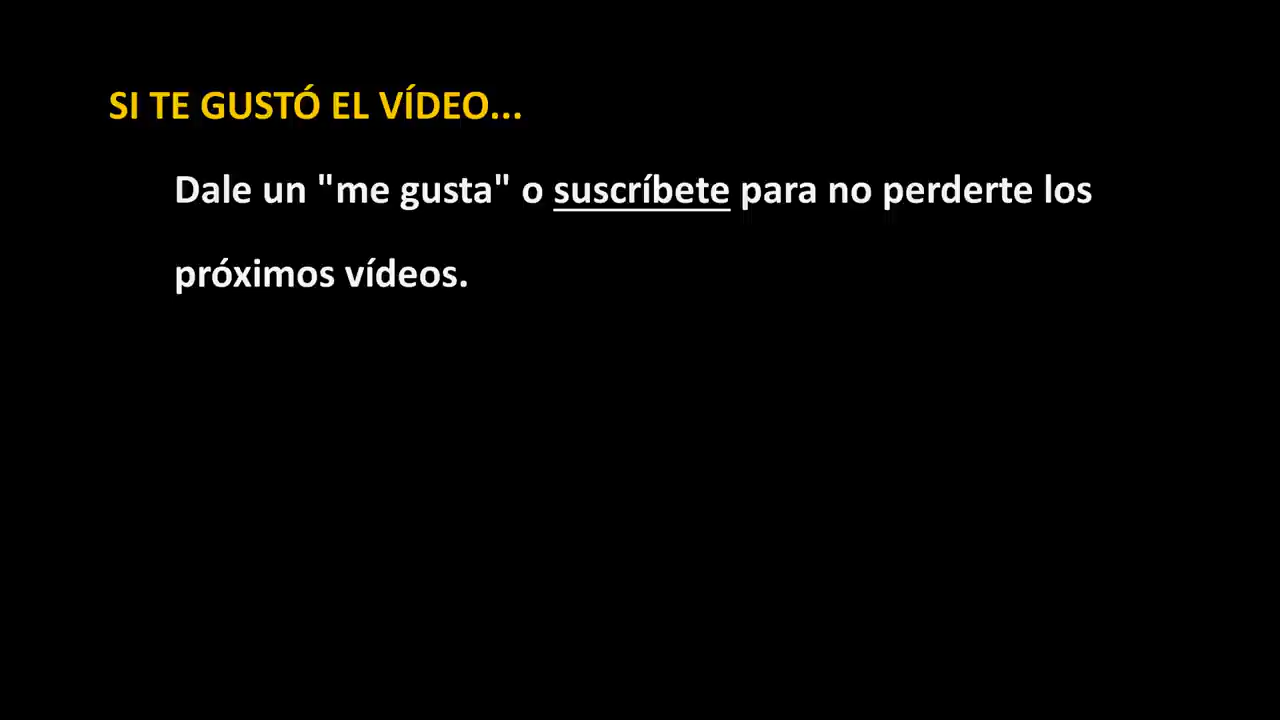 SI TE GUSTÓ EL VÍDEO...
Dale un "me gusta" o suscríbete para no perderte los
próximos vídeos.